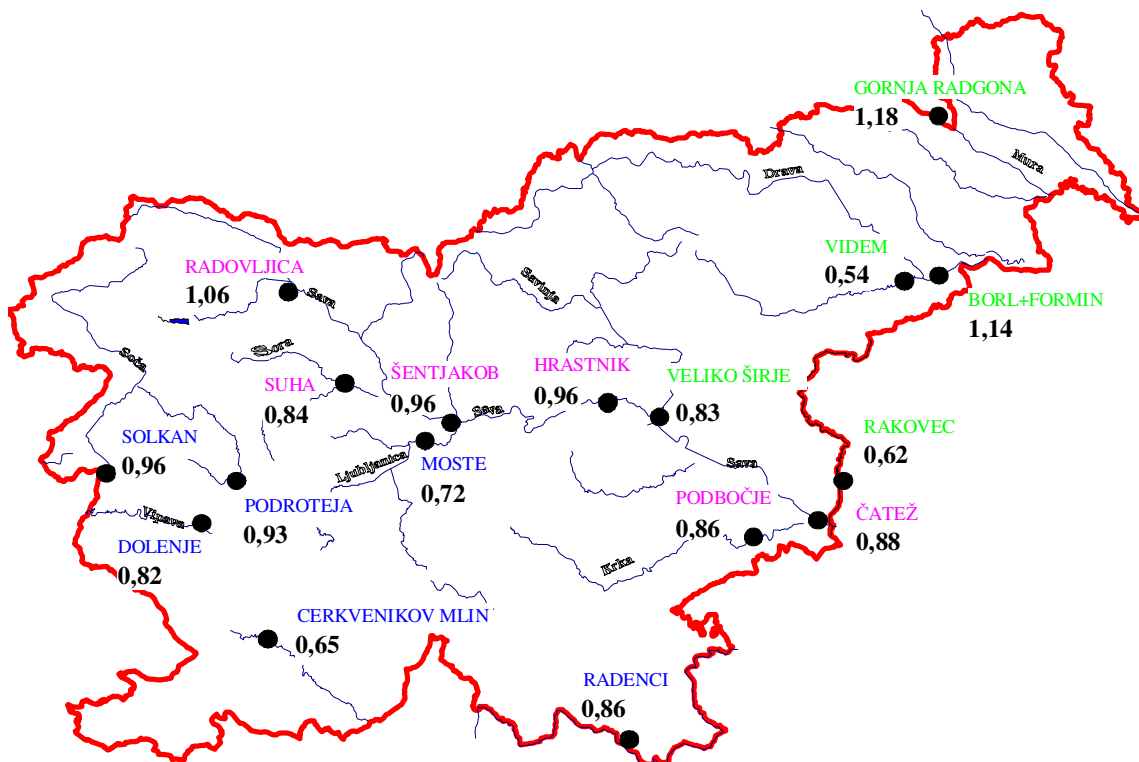 GORNJA RADGONA
1,18
Mura
Drava
VIDEM
0,54
BORL+FORMIN
1,14
RADOVLJICA
1,06
Sava
Savinja
Soča
Sora
SUHA
0,84
ŠENTJAKOB
0,96
Sava
HRASTNIK
0,96
VELIKO ŠIRJE
0,83
RAKOVEC
0,62
SOLKAN
0,96
Ljubljanica
MOSTE
0,72
Sava
PODROTEJA
0,93
PODBOČJE
0,86
ČATEŽ
0,88
Vipava
DOLENJE
0,82
Krka
CERKVENIKOV MLIN
0,65
RADENCI
0,86